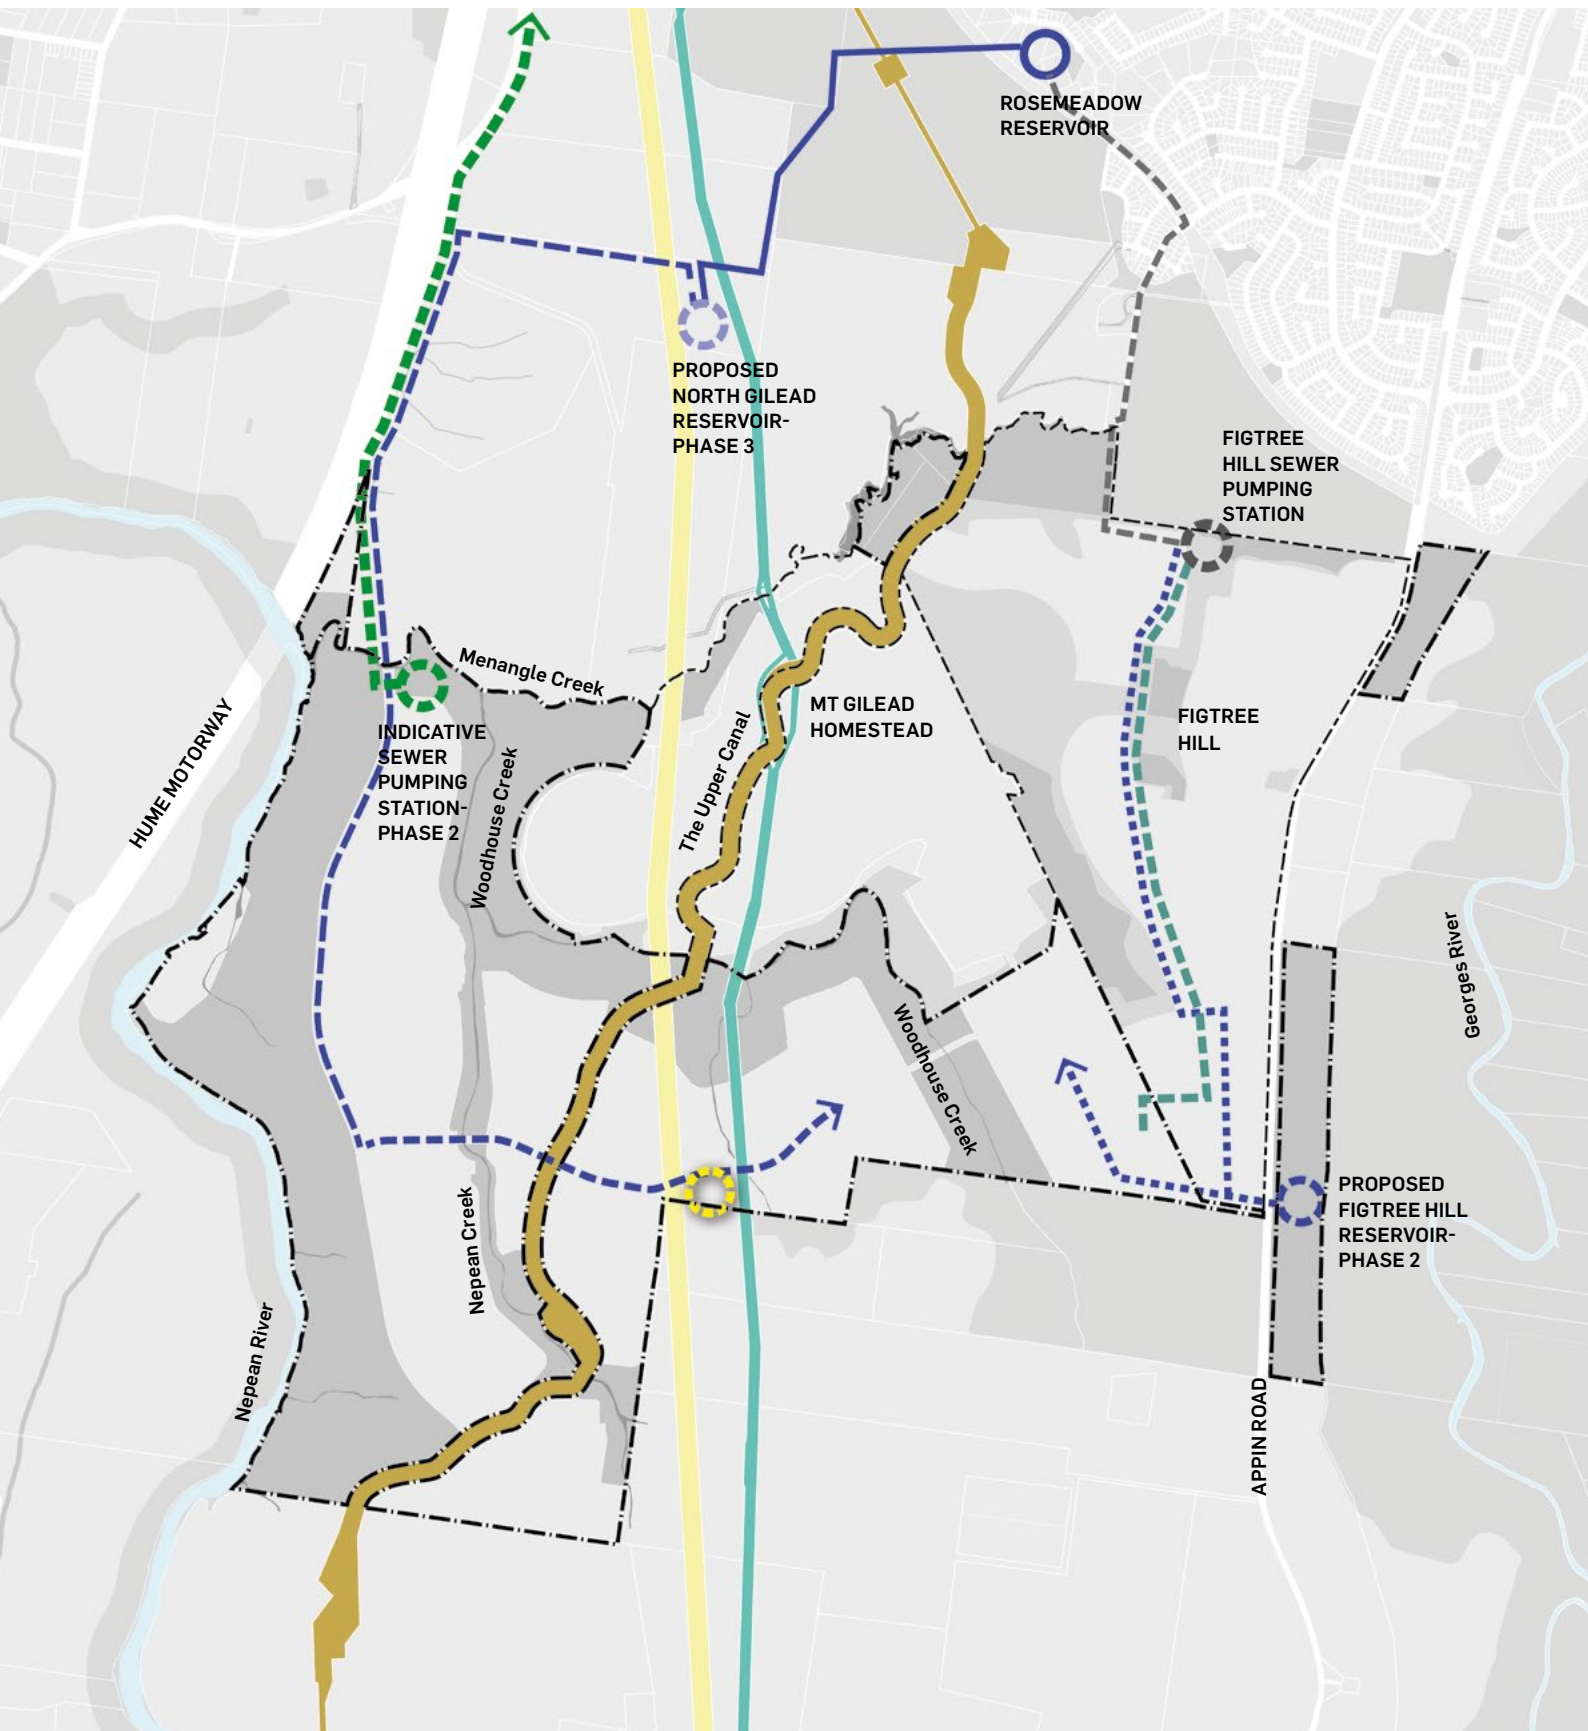 ROSEMEADOW
RESERVOIR
PROPOSED
NORTH GILEAD
RESERVOIR-
PHASE 3
FIGTREE
HILL SEWER
PUMPING
STATION
Menangle Creek
MT GILEAD
HOMESTEAD
FIGTREE
HILL
INDICATIVE
SEWER
PUMPING
STATION-
PHASE 2
HUME MOTORWAY
Woodhouse Creek
The Upper Canal
Georges River
Woodhouse Creek
Nepean Creek
PROPOSED
FIGTREE HILL
RESERVOIR-
PHASE 2
Nepean River
APPIN ROAD